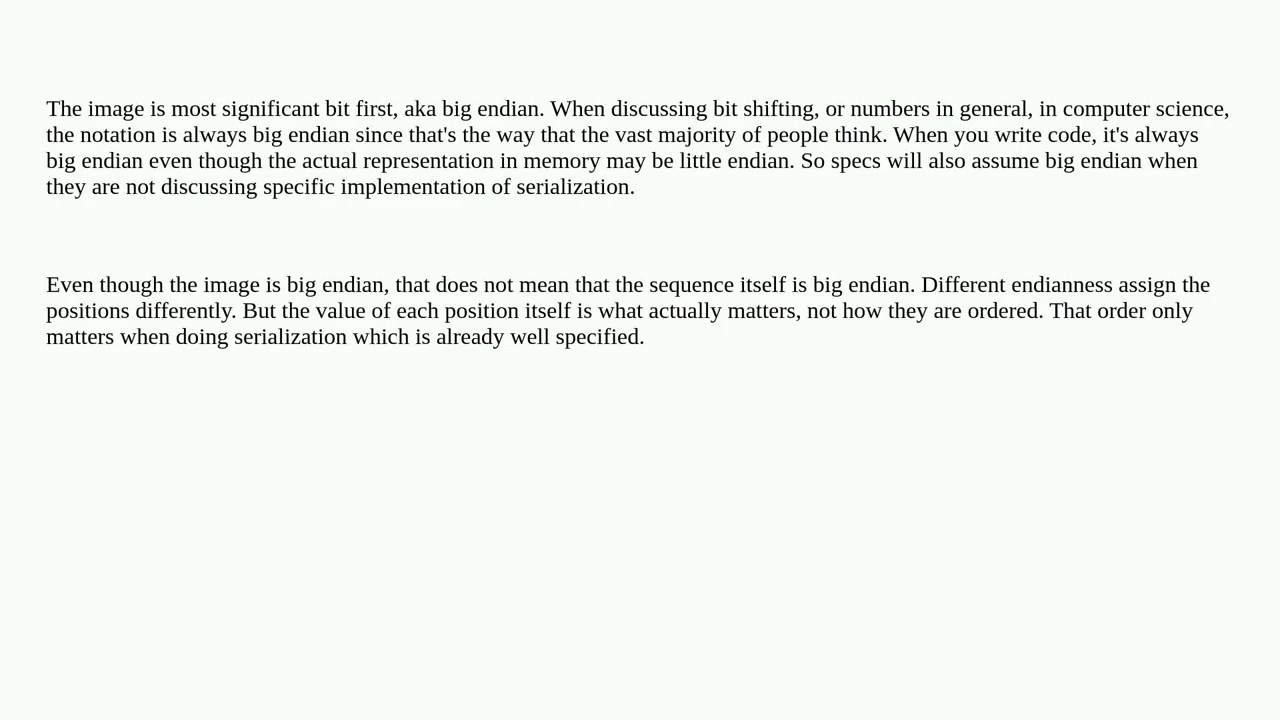 The image is most significant bit first, aka big endian. When discussing bit shifting, or numbers in general, in computer science,
the notation is always big endian since that's the way that the vast majority of people think. When you write code, it's always
big endian even though the actual representation in memory may be little endian. So specs will also assume big endian when
they are not discussing specific implementation of serialization.
Even though the image is big endian, that does not mean that the sequence itself is big endian. Different endianness assign the
positions differently. But the value of each position itself is what actually matters, not how they are ordered. That order only
matters when doing serialization which is already well specified.